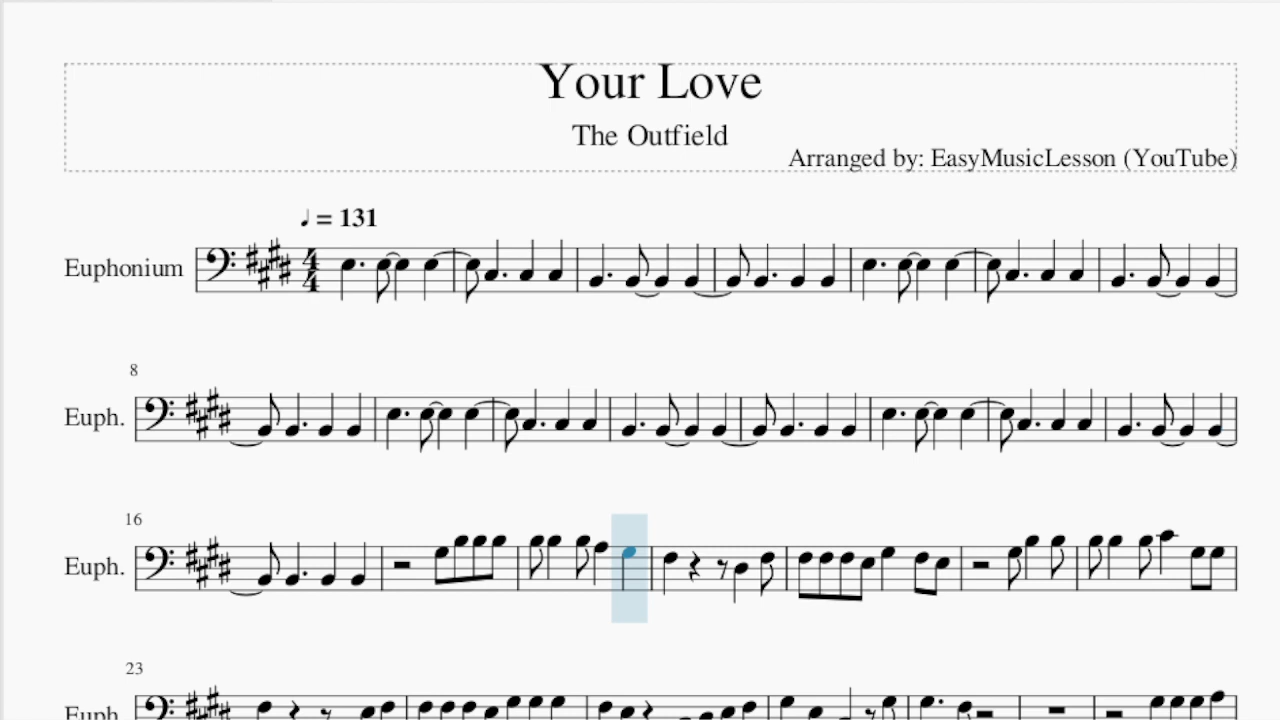 Your Love
The Outfield
Arranged by: EasyMusicLesson (YouTube)
♩ = 131
Euphonium
8
Euph.
16
Euph.
23
Euph.